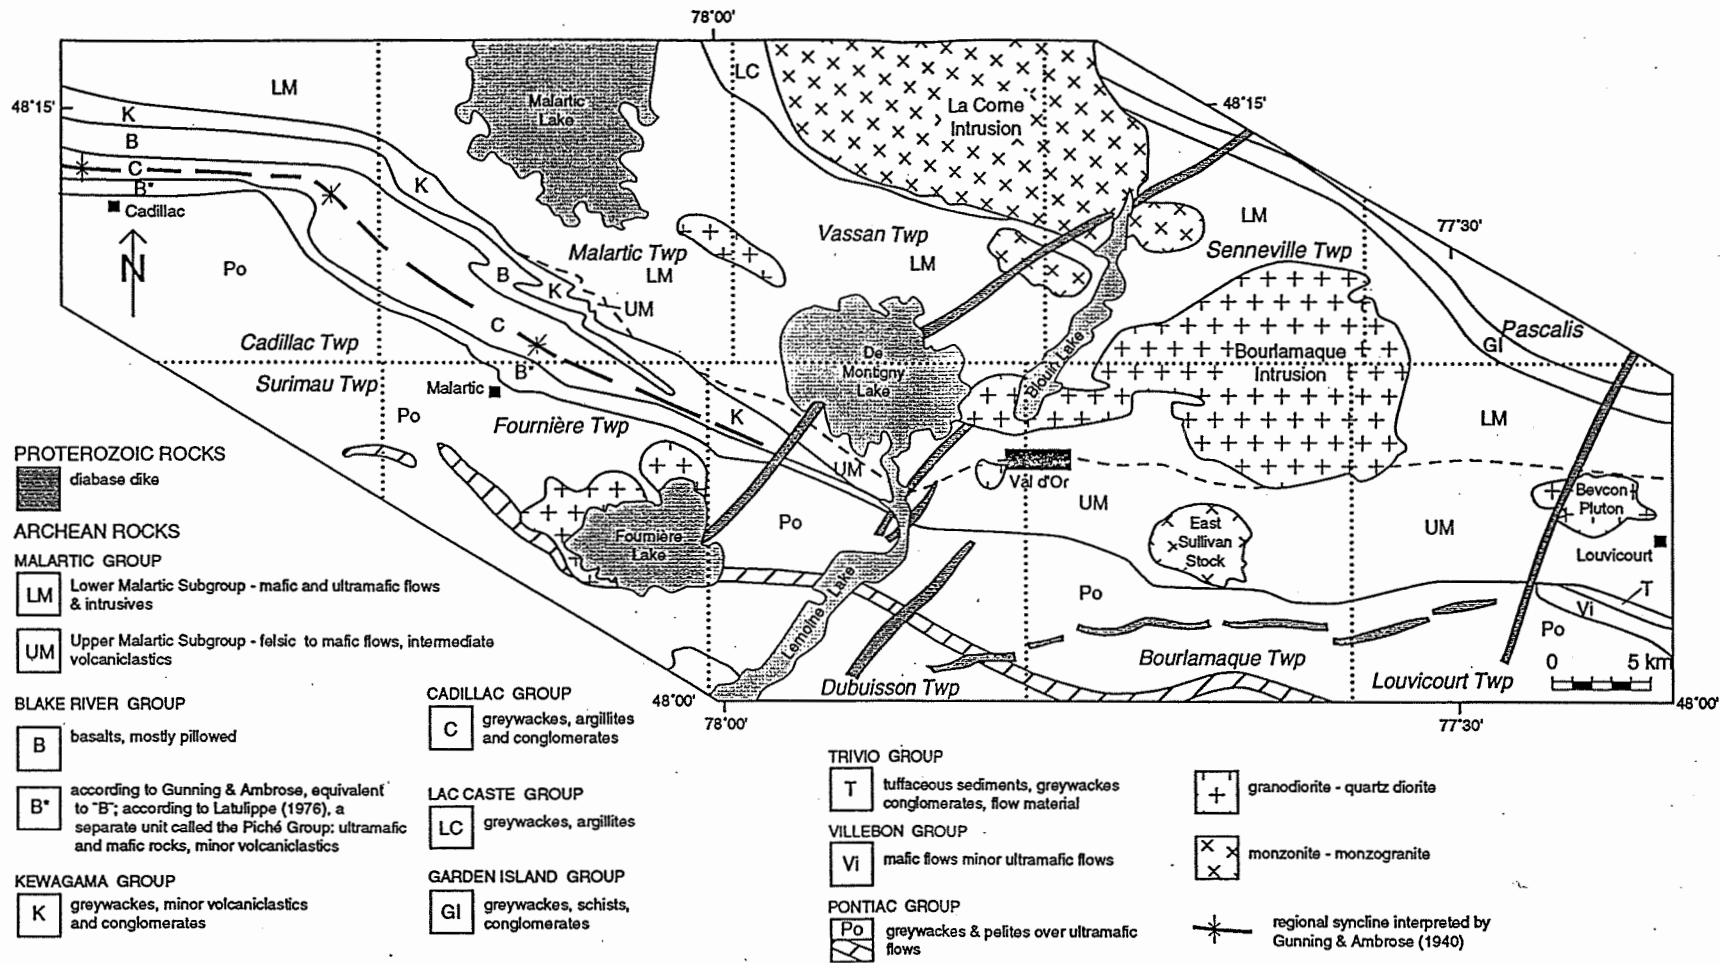 78°00'
48°15'
LM
K
B
C
B*
Cadillac
N
Po
Malartic
Lake
LC
La Corne
Intrusion
48°15'
K
Malartic Twp
LM
Vassan Twp
LM
LM
Senneville Twp
77°30'
B
K
UM
C
Cadillac Twp
Surimau Twp
B*
Malartic
Po
Fournière Twp
K
De
Montigny
Lake
Blouin Lake
Bourlamaque
Intrusion
Pascalis
GI
LM
UM
Val d'Or
UM
Po
Fournière
Lake
East
Sullivan
Stock
UM
Bevcon
Pluton
Louvicourt
T
Vi
Po
Po
Lemoine Lake
Dubuisson Twp
Bourlamaque Twp
Louvicourt Twp
0 5 km
48°00'
78°00'
77°30'
48°00'
PROTEROZOIC ROCKS
diabase dike
ARCHEAN ROCKS
MALARTIC GROUP
LM Lower Malartic Subgroup - mafic and ultramafic flows
& intrusives
UM Upper Malartic Subgroup - felsic to mafic flows, intermediate
volcaniclastics
BLAKE RIVER GROUP
B basalts, mostly pillowed
B* according to Gunning & Ambrose, equivalent
to "B"; according to Latulippe (1976), a
separate unit called the Piché Group: ultramafic
and mafic rocks, minor volcaniclastics
KEWAGAMA GROUP
K greywackes, minor volcaniclastics
and conglomerates
CADILLAC GROUP
C greywackes, argillites
and conglomerates
LAC CASTE GROUP
LC greywackes, argillites
GARDEN ISLAND GROUP
GI greywackes, schists,
conglomerates
TRIVIO GROUP
T tuffaceous sediments, greywackes
conglomerates, flow material
VILLEBON GROUP
Vi mafic flows minor ultramafic flows
PONTIAC GROUP
Po greywackes & pelites over ultramafic
flows
granodiorite - quartz diorite
monzonite - monzogranite
regional syncline interpreted by
Gunning & Ambrose (1940)